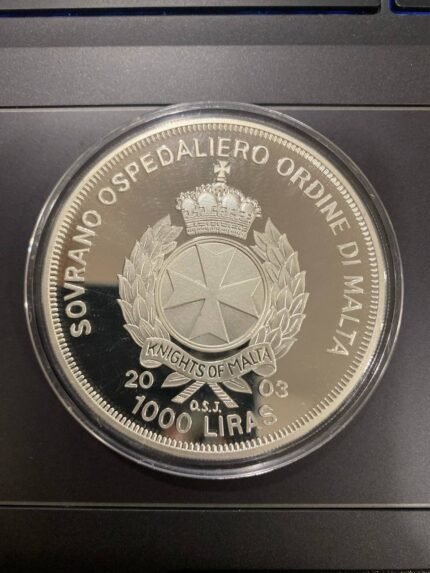 SOVRANO OSPEDALIERO ORDINE DI MALTA
KNIGHTS OF MALTA
20 03
O.S.J.
1000 LIRAS